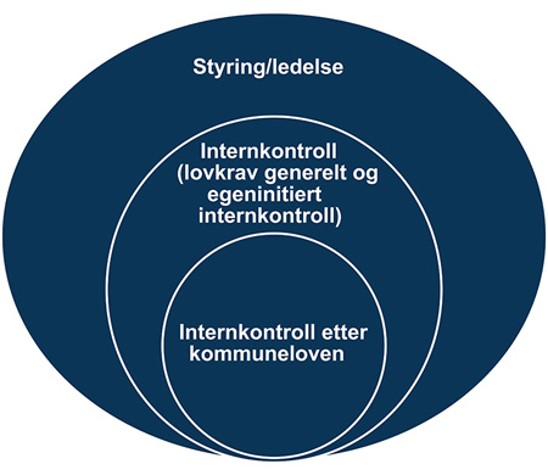 Styring/ledelse
Internkontroll
(lovkrav generelt og
egeninitiert
internkontroll)
Internkontroll etter
kommuneloven